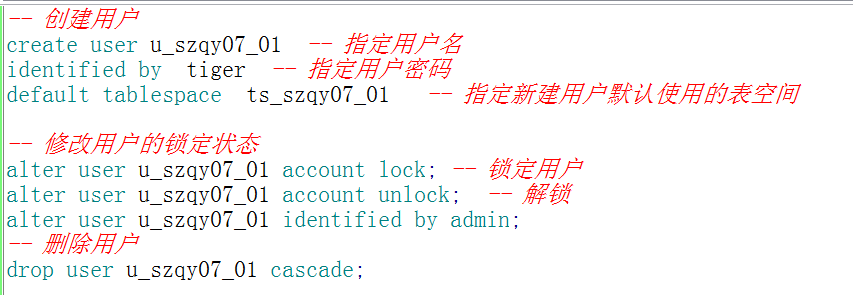 -- 创建用户
create user u_szqy07_01  -- 指定用户名
identified by  tiger  -- 指定用户密码
default tablespace  ts_szqy07_01   -- 指定新建用户默认使用的表空间
-- 修改用户的锁定状态
alter user u_szqy07_01 account lock; -- 锁定用户
alter user u_szqy07_01 account unlock;  -- 解锁
alter user u_szqy07_01 identified by admin;
-- 删除用户
drop user u_szqy07_01 cascade;